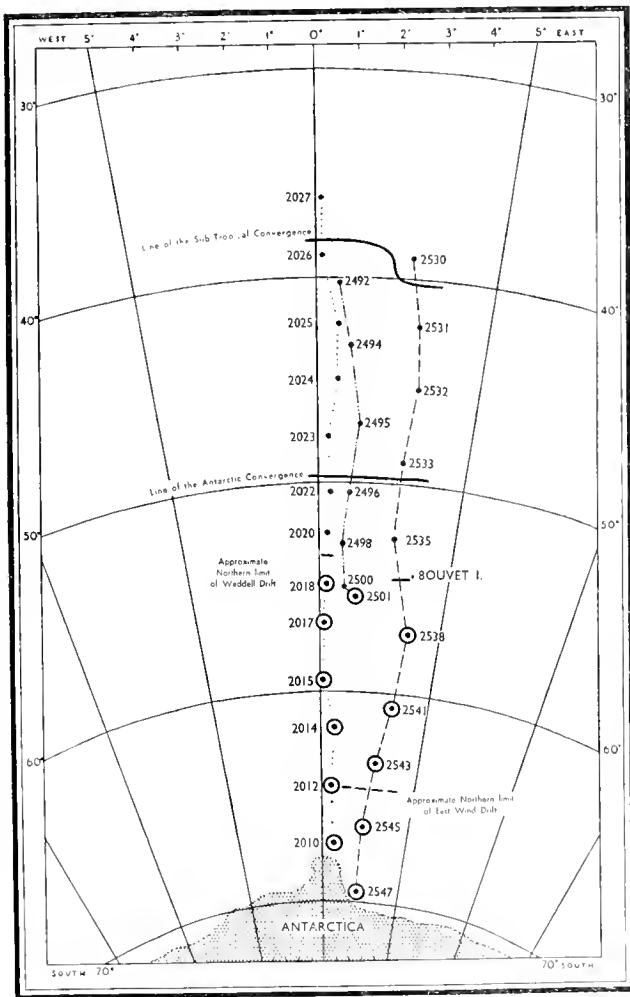 WEST 5° 4° 3° 2° 1° 0° 1° 2° 3° 4° 5° EAST
30° 30°
2027
Line of the Sub Tropical Convergence
2026 2530
2492
40° 2025 2531 40°
2494
2024 2532
2495
2023
2533
Line of the Antarctic Convergence
2022 2496
50° 2020 2498 2535 50°
Approximate
Northern limit
of Weddell Drift
2018 2500 BOUVET I.
2501
2017 2538
2015
2541
2014
60° 2543 60°
2012
Approximate Northern limit
of East Wind Drift
2545
2010
2547
ANTARCTICA
SOUTH 70° 70° SOUTH